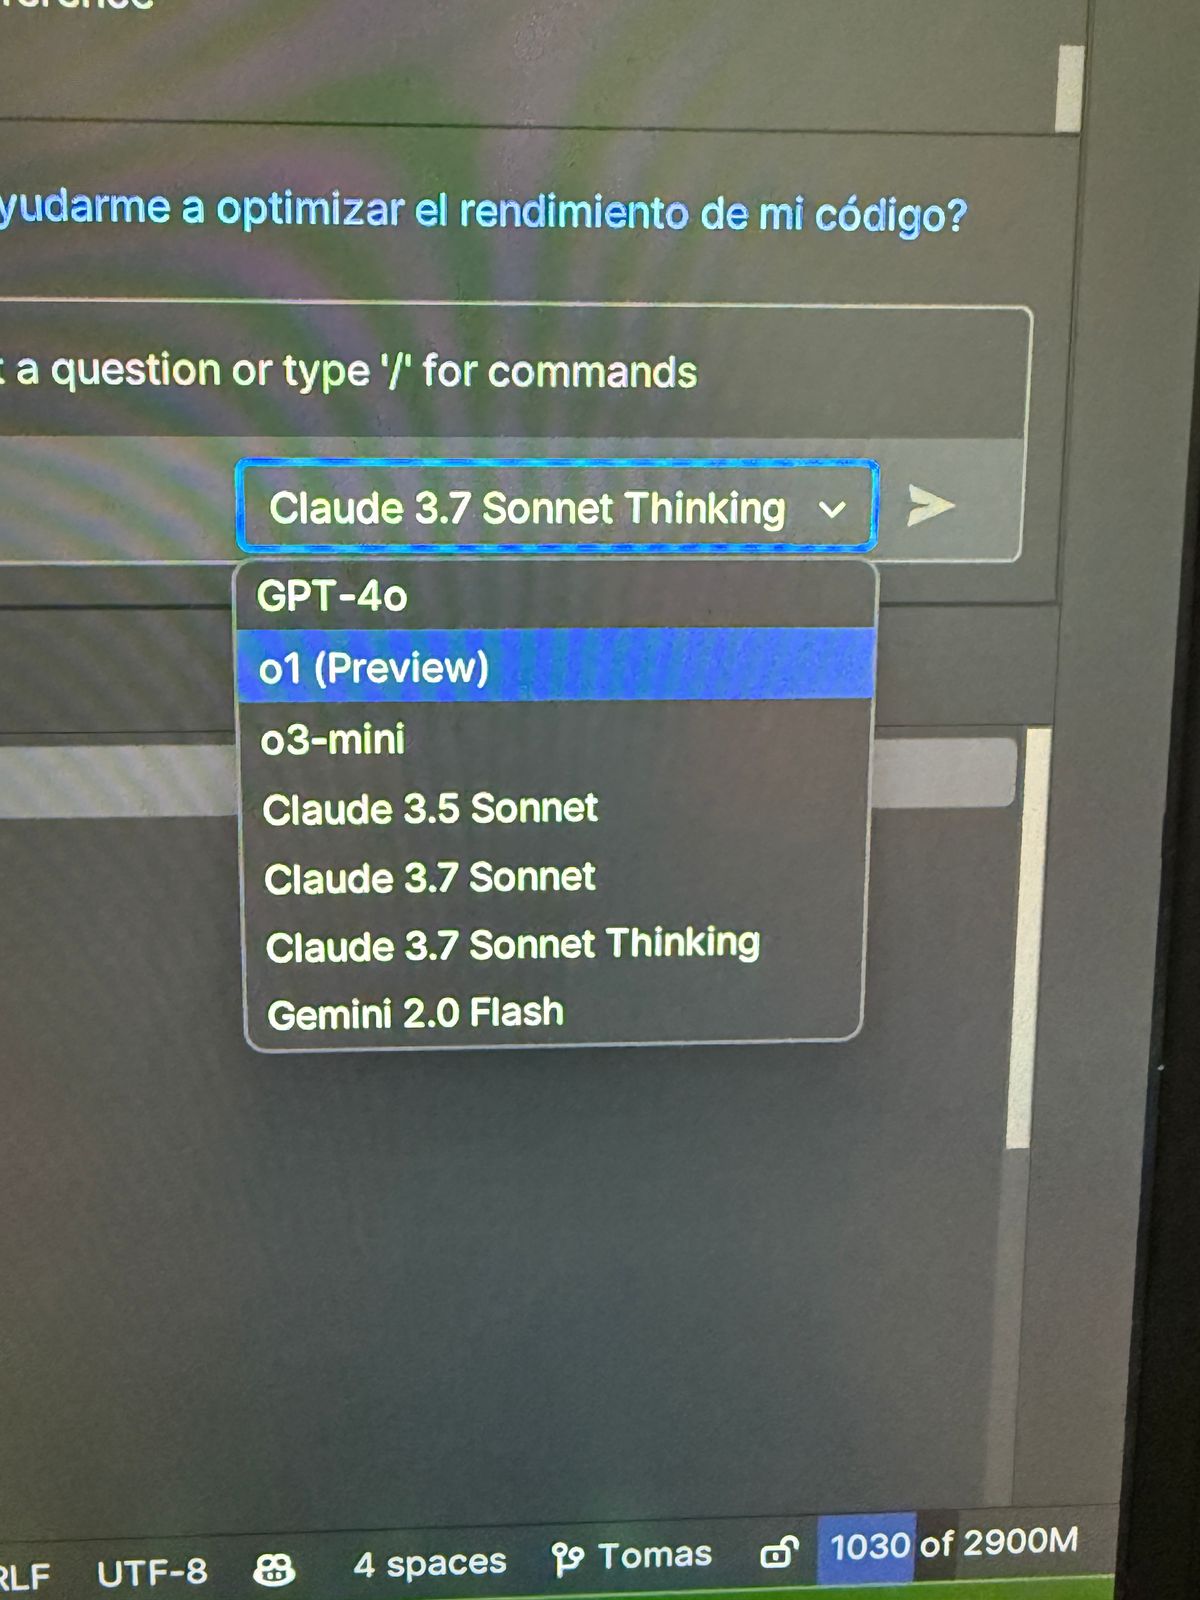 yudarme a optimizar el rendimiento de mi código?
a question or type '/' for commands
Claude 3.7 Sonnet Thinking
GPT-4o
o1 (Preview)
o3-mini
Claude 3.5 Sonnet
Claude 3.7 Sonnet
Claude 3.7 Sonnet Thinking
Gemini 2.0 Flash
RLF UTF-8 4 spaces Tomas 1030 of 2900M